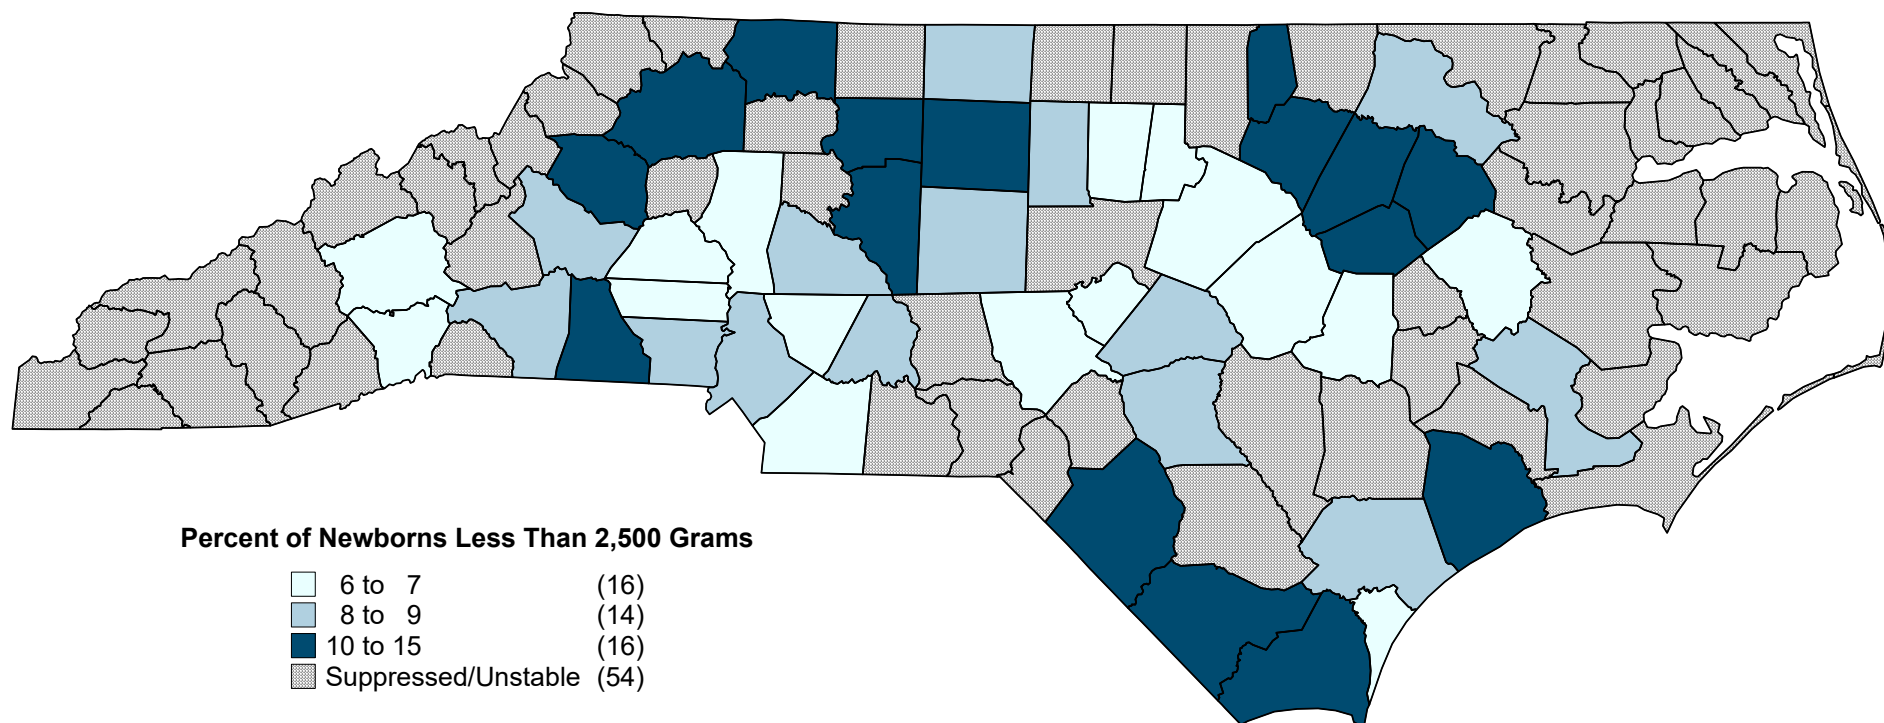 Percent of Newborns Less Than 2,500 Grams
6 to 7 (16)
8 to 9 (14)
10 to 15 (16)
Suppressed/Unstable (54)